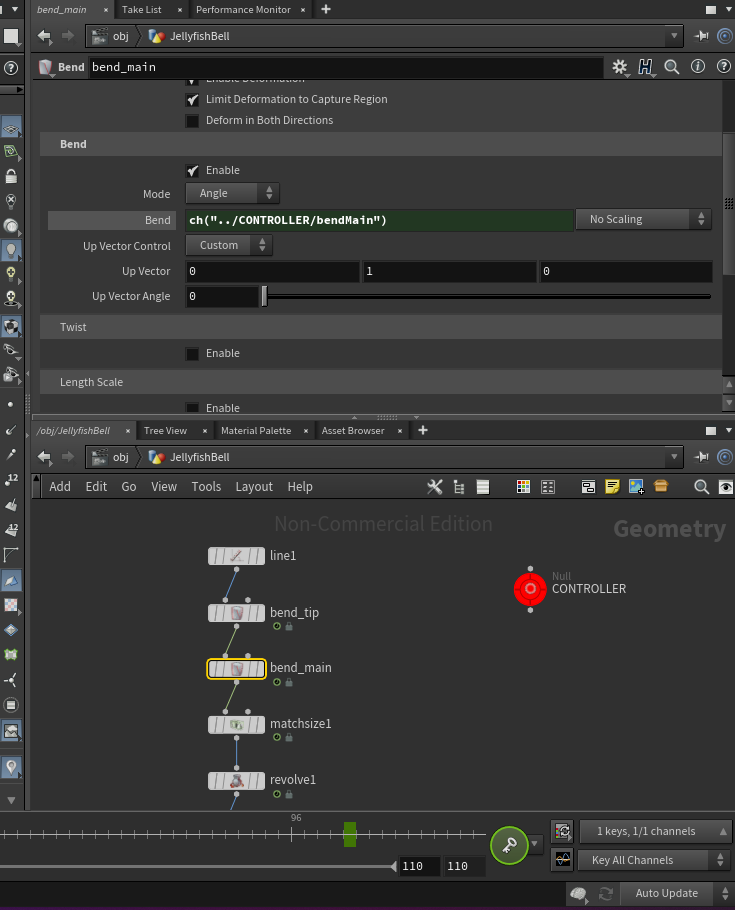 bend_main × Take List × Performance Monitor × +
obj JellyfishBell
Bend bend_main
Enable Deformation
Limit Deformation to Capture Region
Deform in Both Directions
Bend
Enable
Mode Angle
Bend ch("../CONTROLLER/bendMain") No Scaling
Up Vector Control Custom
Up Vector 0 1 0
Up Vector Angle 0
Twist
Enable
Length Scale
Enable
/obj/JellyfishBell × Tree View × Material Palette × Asset Browser × +
obj JellyfishBell
Add Edit Go View Tools Layout Help
Non-Commercial Edition Geometry
line1
Null
CONTROLLER
bend_tip
bend_main
matchsize1
revolve1
96
1 keys, 1/1 channels
110 110 Key All Channels
Auto Update
12
12